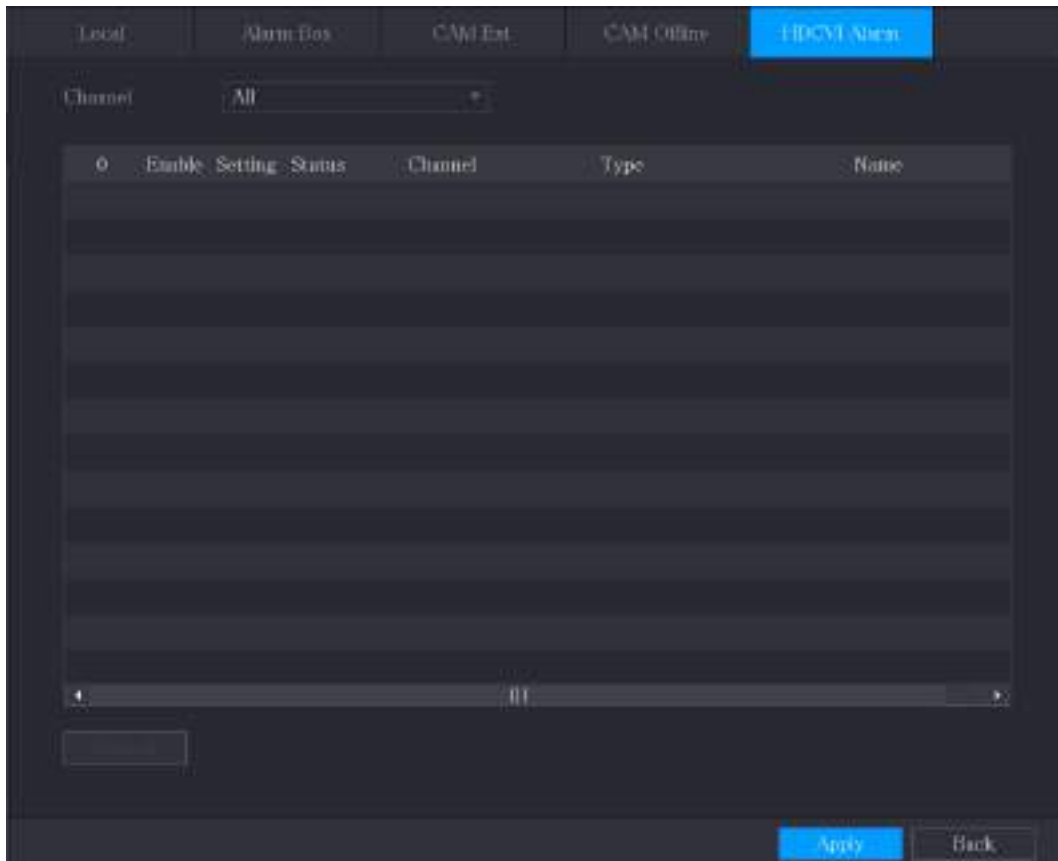 Local Alarm Box CAM Ext CAM Offline HDCVI Alarm
Channel All
0 Enable Setting Status Channel Type Name
Apply Back